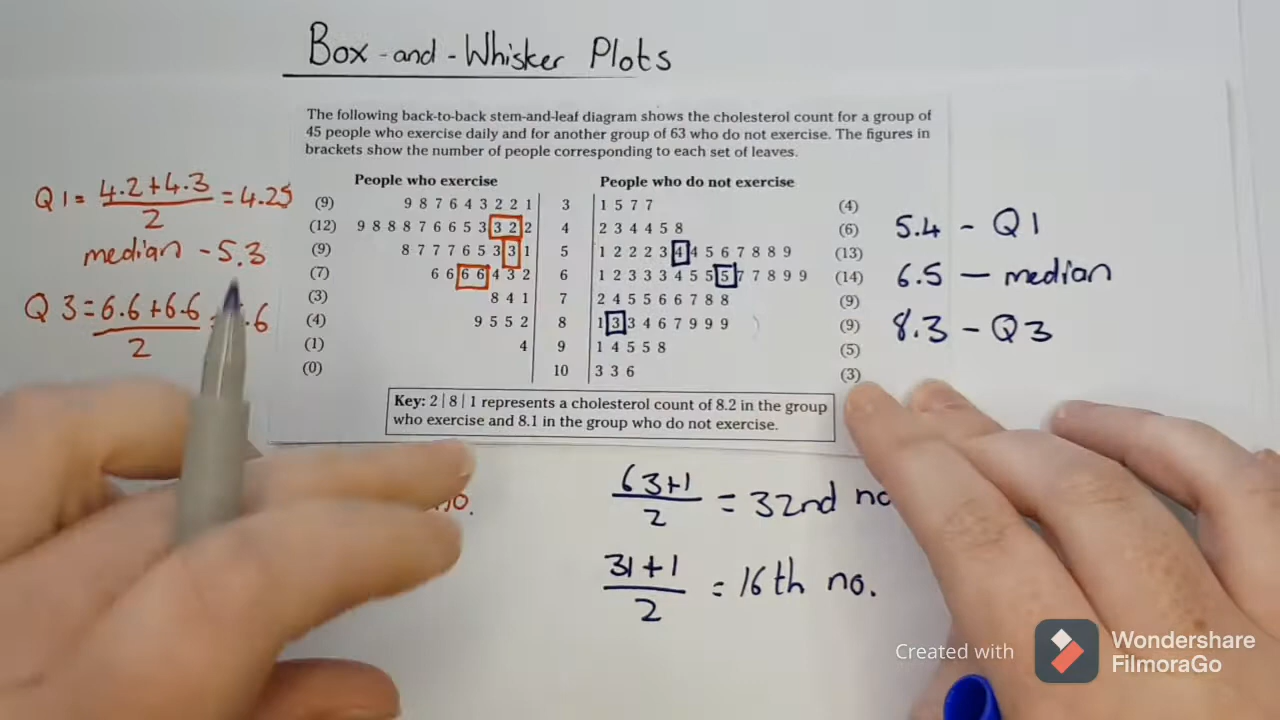 Box-and-Whisker Plots
The following back-to-back stem-and-leaf diagram shows the cholesterol count for a group of
45 people who exercise daily and for another group of 63 who do not exercise. The figures in
brackets show the number of people corresponding to each set of leaves.
People who exercise People who do not exercise
(9) 9 8 7 6 4 3 2 2 1 3 1 5 7 7 (4)
(12) 9 8 8 8 7 6 6 5 3 3 2 2 4 2 3 4 4 5 8 (6)
(9) 8 7 7 7 6 5 3 3 1 5 1 2 2 2 3 4 4 5 6 7 8 8 9 (13)
(7) 6 6 6 6 4 3 2 6 1 2 3 3 3 4 5 5 5 7 7 8 9 9 (14)
(3) 8 4 1 7 2 4 5 5 6 6 7 8 8 (9)
(4) 9 5 5 2 8 1 3 3 4 6 7 9 9 9 (9)
(1) 4 9 1 4 5 5 8 (5)
(0) 10 3 3 6 (3)
Key: 2 | 8 | 1 represents a cholesterol count of 8.2 in the group
who exercise and 8.1 in the group who do not exercise.
Q1 = 4.2+4.3 = 4.25
2
median - 5.3
Q3 = 6.6+6.6 .6
2
5.4 - Q1
6.5 - median
8.3 - Q3
no.
63+1 = 32nd no
2
31+1 = 16th no.
2
Created with
Wondershare
FilmoraGo